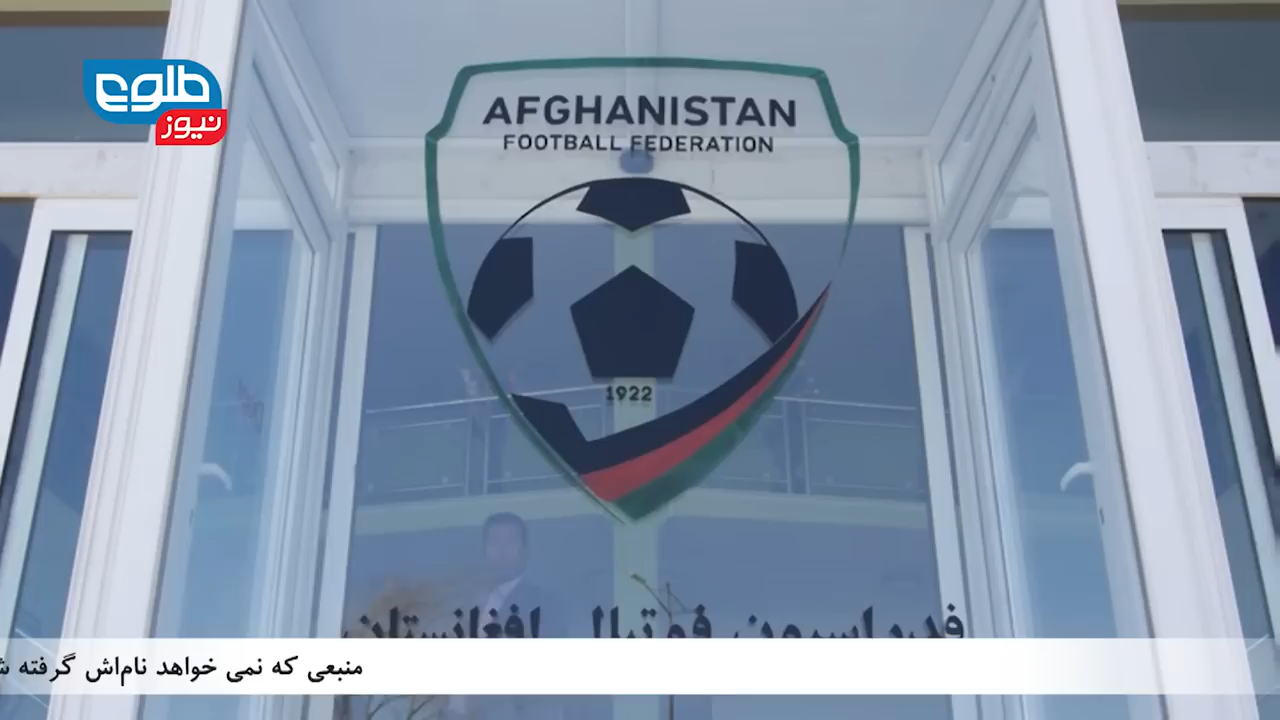 طلوع
نیوز
AFGHANISTAN
FOOTBALL FEDERATION
1922
فدراسیون فوتبال افغانستان
منبعی که نمی خواهد نام‌اش گرفته